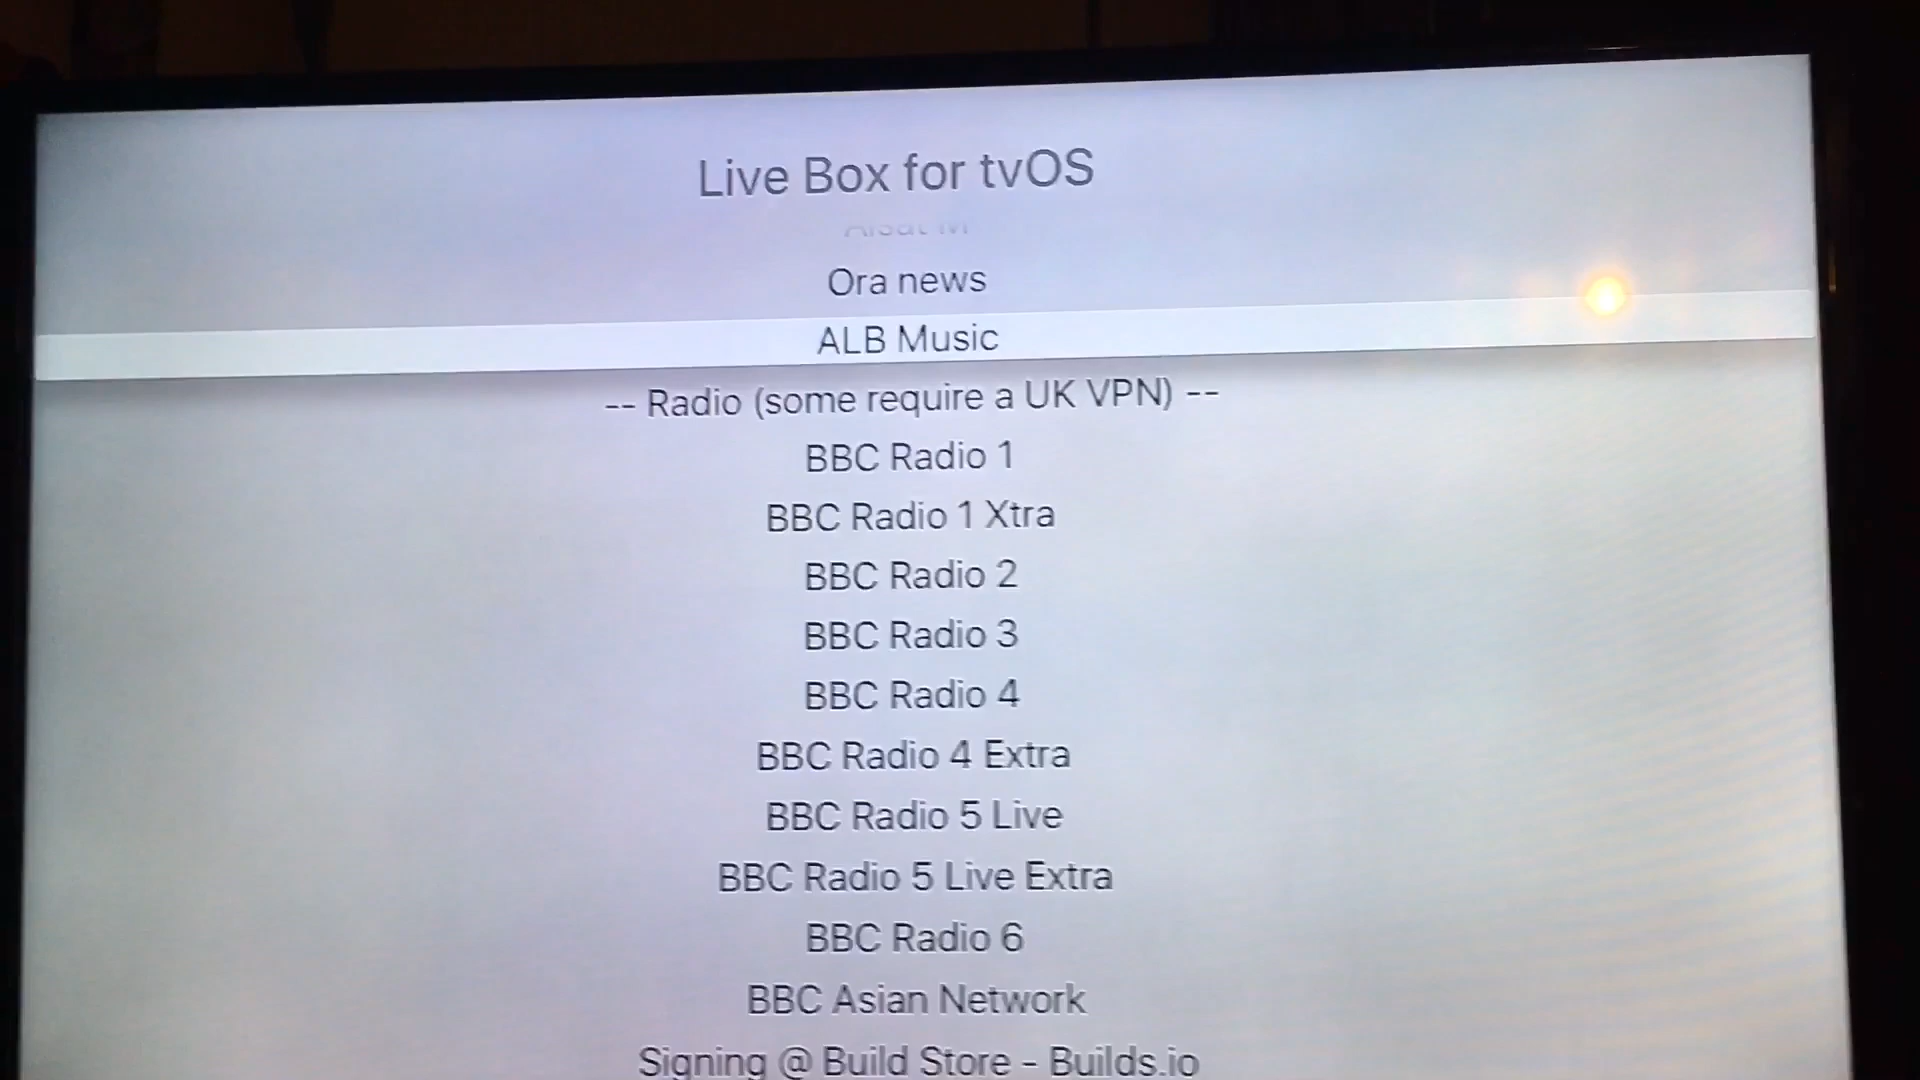 Live Box for tvOS
Ora news
ALB Music
-- Radio (some require a UK VPN) --
BBC Radio 1
BBC Radio 1 Xtra
BBC Radio 2
BBC Radio 3
BBC Radio 4
BBC Radio 4 Extra
BBC Radio 5 Live
BBC Radio 5 Live Extra
BBC Radio 6
BBC Asian Network
Signing @ Build Store - Builds.io